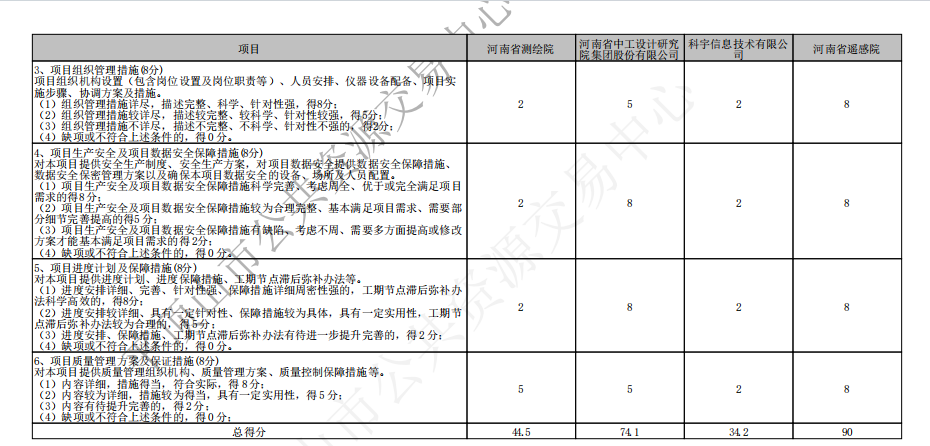 项目 河南省测绘院 河南省中工设计研究院集团股份有限公司 科宇信息技术有限公司 河南省遥感院
3、项目组织管理措施(8分)
项目组织机构设置（包含岗位设置及岗位职责等）、人员安排、仪器设备配备、项目实
施步骤、协调方案及措施。
（1）组织管理措施详尽，描述完整、科学、针对性强，得8分；
（2）组织管理措施较详尽，描述较完整、较科学、针对性较强，得5分；
（3）组织管理措施不详尽，描述不完整、不科学、针对性不强的，得2分；
（4）缺项或不符合上述条件的，得0分。
2 5 2 8
4、项目生产安全及项目数据安全保障措施(8分)
对本项目提供安全生产制度、安全生产方案，对项目数据安全提供数据安全保障措施、
数据安全保密管理方案以及确保本项目数据安全的设备、场所及人员配置。
（1）项目生产安全及项目数据安全保障措施科学完善、考虑周全、优于或完全满足项目
需求的得8分；
（2）项目生产安全及项目数据安全保障措施较为合理完整、基本满足项目需求、需要部
分细节完善提高的得5分；
（3）项目生产安全及项目数据安全保障措施有缺陷、考虑不周、需要多方面提高或修改
方案才能基本满足项目需求的得2分；
（4）缺项或不符合上述条件的，得0分。
2 8 2 8
5、项目进度计划及保障措施(8分)
对本项目提供进度计划、进度保障措施、工期节点滞后弥补办法等。
（1）进度安排详细、完善、针对性强、保障措施详细周密性强的，工期节点滞后弥补办
法科学高效的，得8分；
（2）进度安排较详细、具有一定针对性、保障措施较为具体，具有一定实用性，工期节
点滞后弥补办法较为合理的，得5分；
（3）进度安排、保障措施、工期节点滞后弥补办法有待进一步提升完善的，得2分；
（4）缺项或不符合上述条件的，得0分。
2 8 2 8
6、项目质量管理方案及保证措施(8分)
对本项目提供质量管理组织机构、质量管理方案、质量控制保障措施等。
（1）内容详细，措施得当，符合实际，得8分；
（2）内容较为详细，措施较为得当，具有一定实用性，得5分；
（3）内容有待提升完善的，得2分；
（4）缺项或不符合上述条件的，得0分；
5 5 2 8
总得分 44.5 74.1 34.2 90
市公共资源交易中心
山市公共资源交易中心